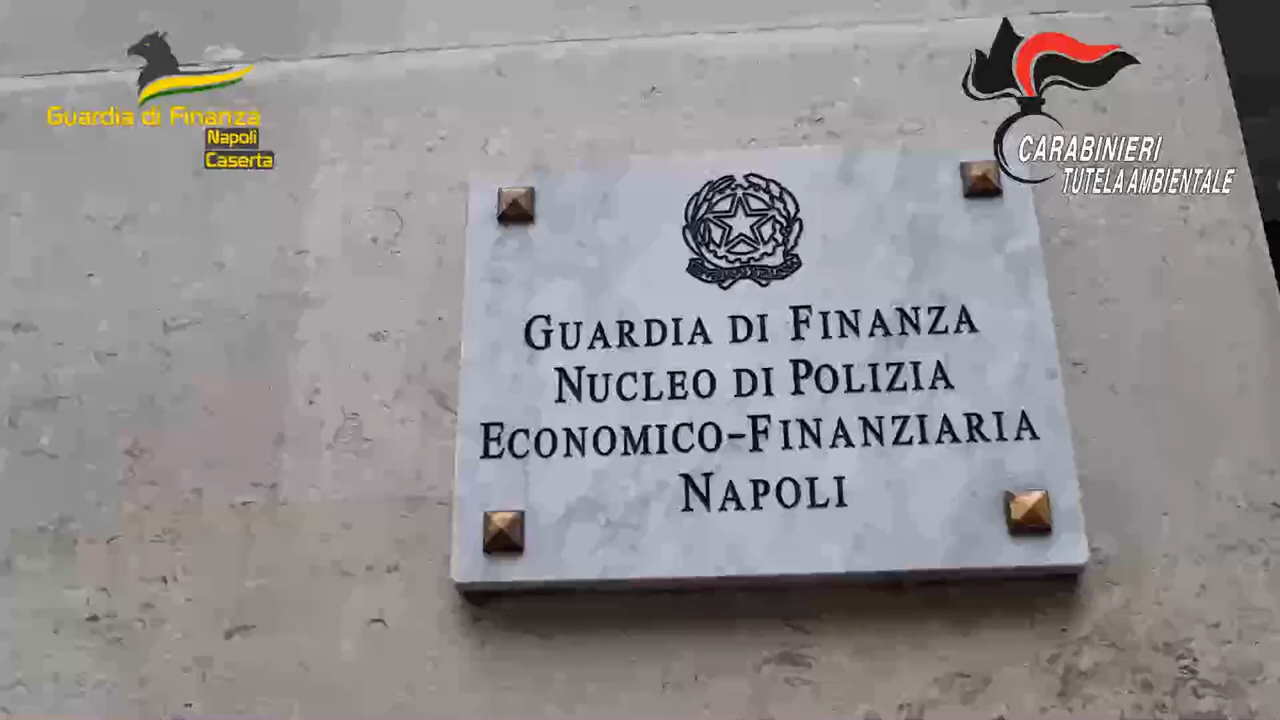 Guardia di Finanza
Napoli
Caserta
CARABINIERI
TUTELA AMBIENTALE
GUARDIA DI FINANZA
NUCLEO DI POLIZIA
ECONOMICO-FINANZIARIA
NAPOLI